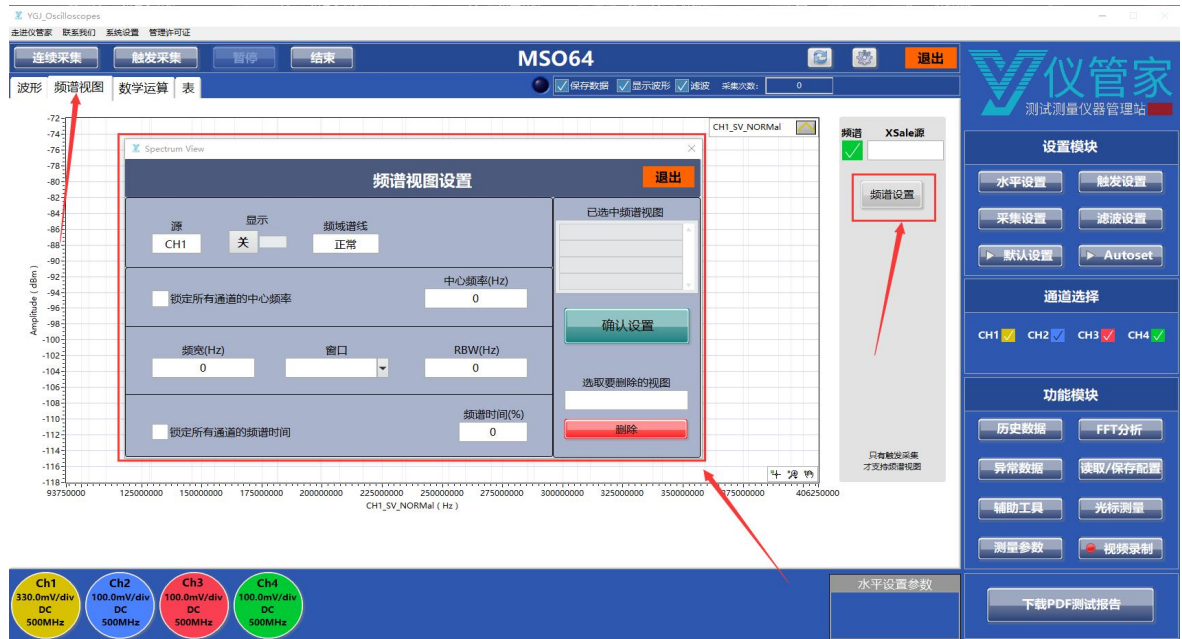 YGJ_Oscilloscopes
走进仪管家 联系我们 系统设置 管理许可证
连续采集 触发采集 暂停 结束 MSO64 退出
波形 频谱视图 数学运算 表 保存数据 显示波形 滤波 采集次数: 0
仪管家
测试测量仪器管理站
CH1_SV_NORMal
频谱 XSale源
频谱设置
只有触发采集
才支持频谱视图
Spectrum View
频谱视图设置 退出
源 显示 频域谱线
CH1 关 正常
中心频率(Hz)
锁定所有通道的中心频率 0
频宽(Hz) 窗口 RBW(Hz)
0 0
频谱时间(%)
锁定所有通道的频谱时间 0
已选中频谱视图
确认设置
选取要删除的视图
删除
Amplitude ( dBm )
-72
-74
-76
-78
-80
-82
-84
-86
-88
-90
-92
-94
-96
-98
-100
-102
-104
-106
-108
-110
-112
-114
-116
-118
93750000 125000000 150000000 175000000 200000000 225000000 250000000 275000000 300000000 325000000 350000000 375000000 406250000
CH1_SV_NORMal ( Hz )
设置模块
水平设置 触发设置
采集设置 滤波设置
默认设置 Autoset
通道选择
CH1 CH2 CH3 CH4
功能模块
历史数据 FFT分析
异常数据 读取/保存配置
辅助工具 光标测量
测量参数 视频录制
下载PDF测试报告
Ch1
330.0mV/div
DC
500MHz
Ch2
100.0mV/div
DC
500MHz
Ch3
100.0mV/div
DC
500MHz
Ch4
100.0mV/div
DC
500MHz
水平设置参数